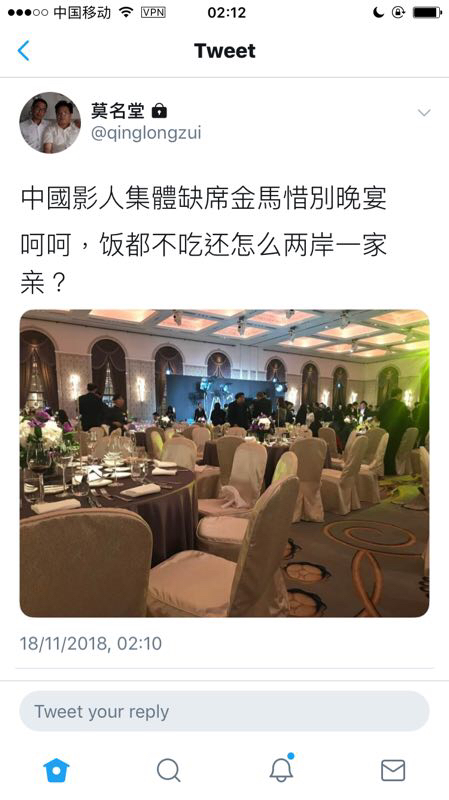 中国移动 VPN 02:12
Tweet
莫名堂
@qinglongzui
中國影人集體缺席金馬惜別晚宴
呵呵，饭都不吃还怎么两岸一家
亲？
18/11/2018, 02:10
Tweet your reply